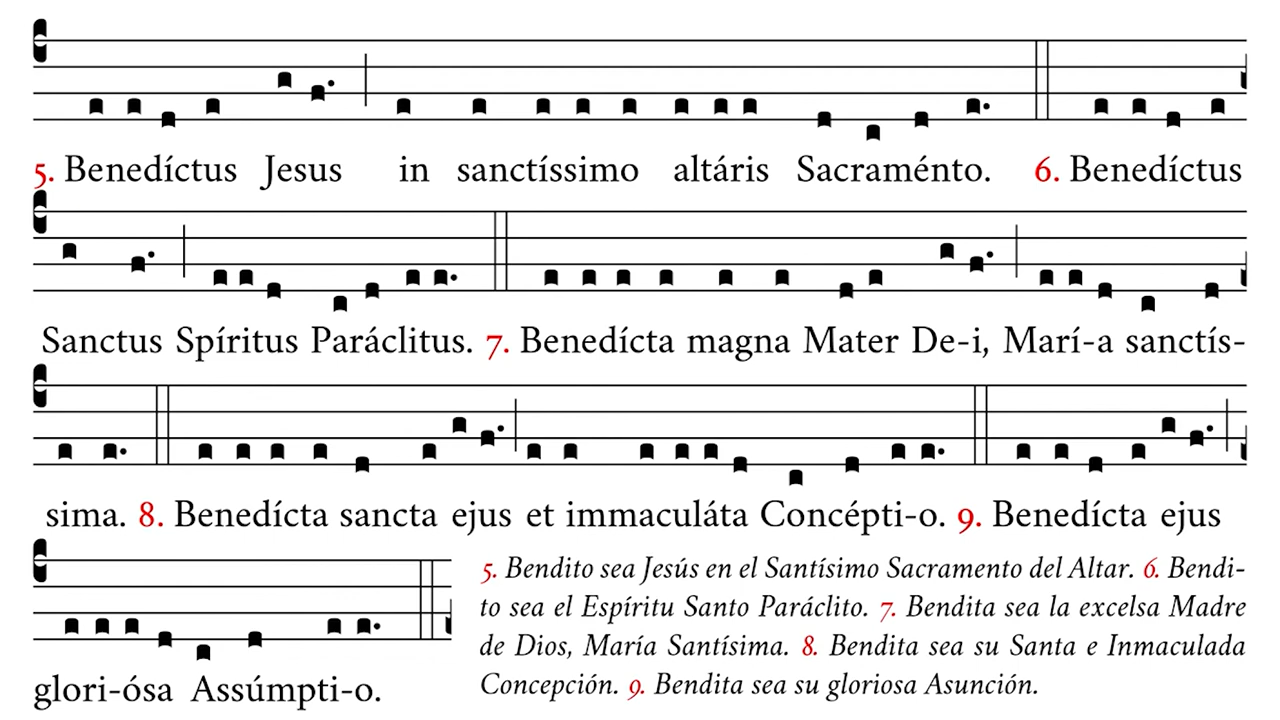 5. Benedíctus Jesus in sanctíssimo altáris Sacraménto. 6. Benedíctus
Sanctus Spíritus Paráclitus. 7. Benedícta magna Mater De-i, Marí-a sanctís-
sima. 8. Benedícta sancta ejus et immaculáta Concépti-o. 9. Benedícta ejus
glori-ósa Assúmpti-o.
5. Bendito sea Jesús en el Santísimo Sacramento del Altar. 6. Bendi-
to sea el Espíritu Santo Paráclito. 7. Bendita sea la excelsa Madre
de Dios, María Santísima. 8. Bendita sea su Santa e Inmaculada
Concepción. 9. Bendita sea su gloriosa Asunción.